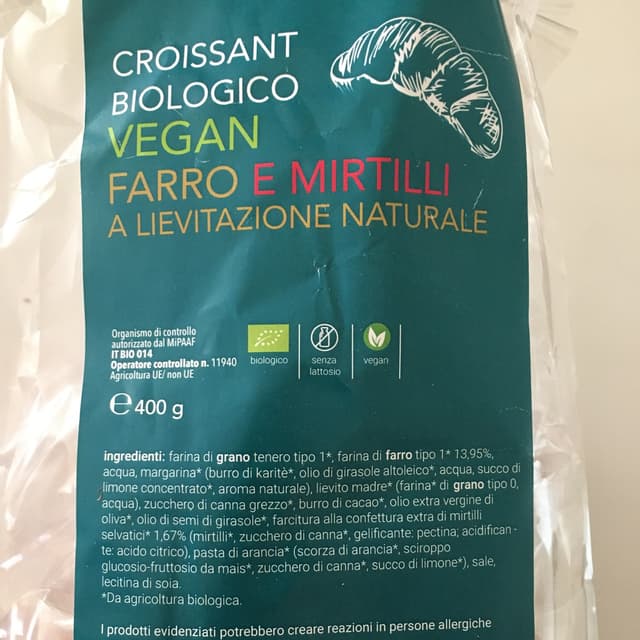 CROISSANT
BIOLOGICO
VEGAN
FARRO E MIRTILLI
A LIEVITAZIONE NATURALE
Organismo di controllo
autorizzato dal MiPAAF
IT BIO 014
Operatore controllato n. 11940
Agricoltura UE/ non UE
biologico
senza
lattosio
vegan
℮ 400 g
ingredienti: farina di grano tenero tipo 1*, farina di farro tipo 1* 13,95%,
acqua, margarina* (burro di karitè*, olio di girasole altoleico*, acqua, succo di
limone concentrato*, aroma naturale), lievito madre* (farina* di grano tipo 0,
acqua), zucchero di canna grezzo*, burro di cacao*, olio extra vergine di
oliva*, olio di semi di girasole*, farcitura alla confettura extra di mirtilli
selvatici* 1,67% (mirtilli*, zucchero di canna*, gelificante: pectina; acidifican-
te: acido citrico), pasta di arancia* (scorza di arancia*, sciroppo
glucosio-fruttosio da mais*, zucchero di canna*, succo di limone*), sale,
lecitina di soia.
*Da agricoltura biologica.
I prodotti evidenziati potrebbero creare reazioni in persone allergiche